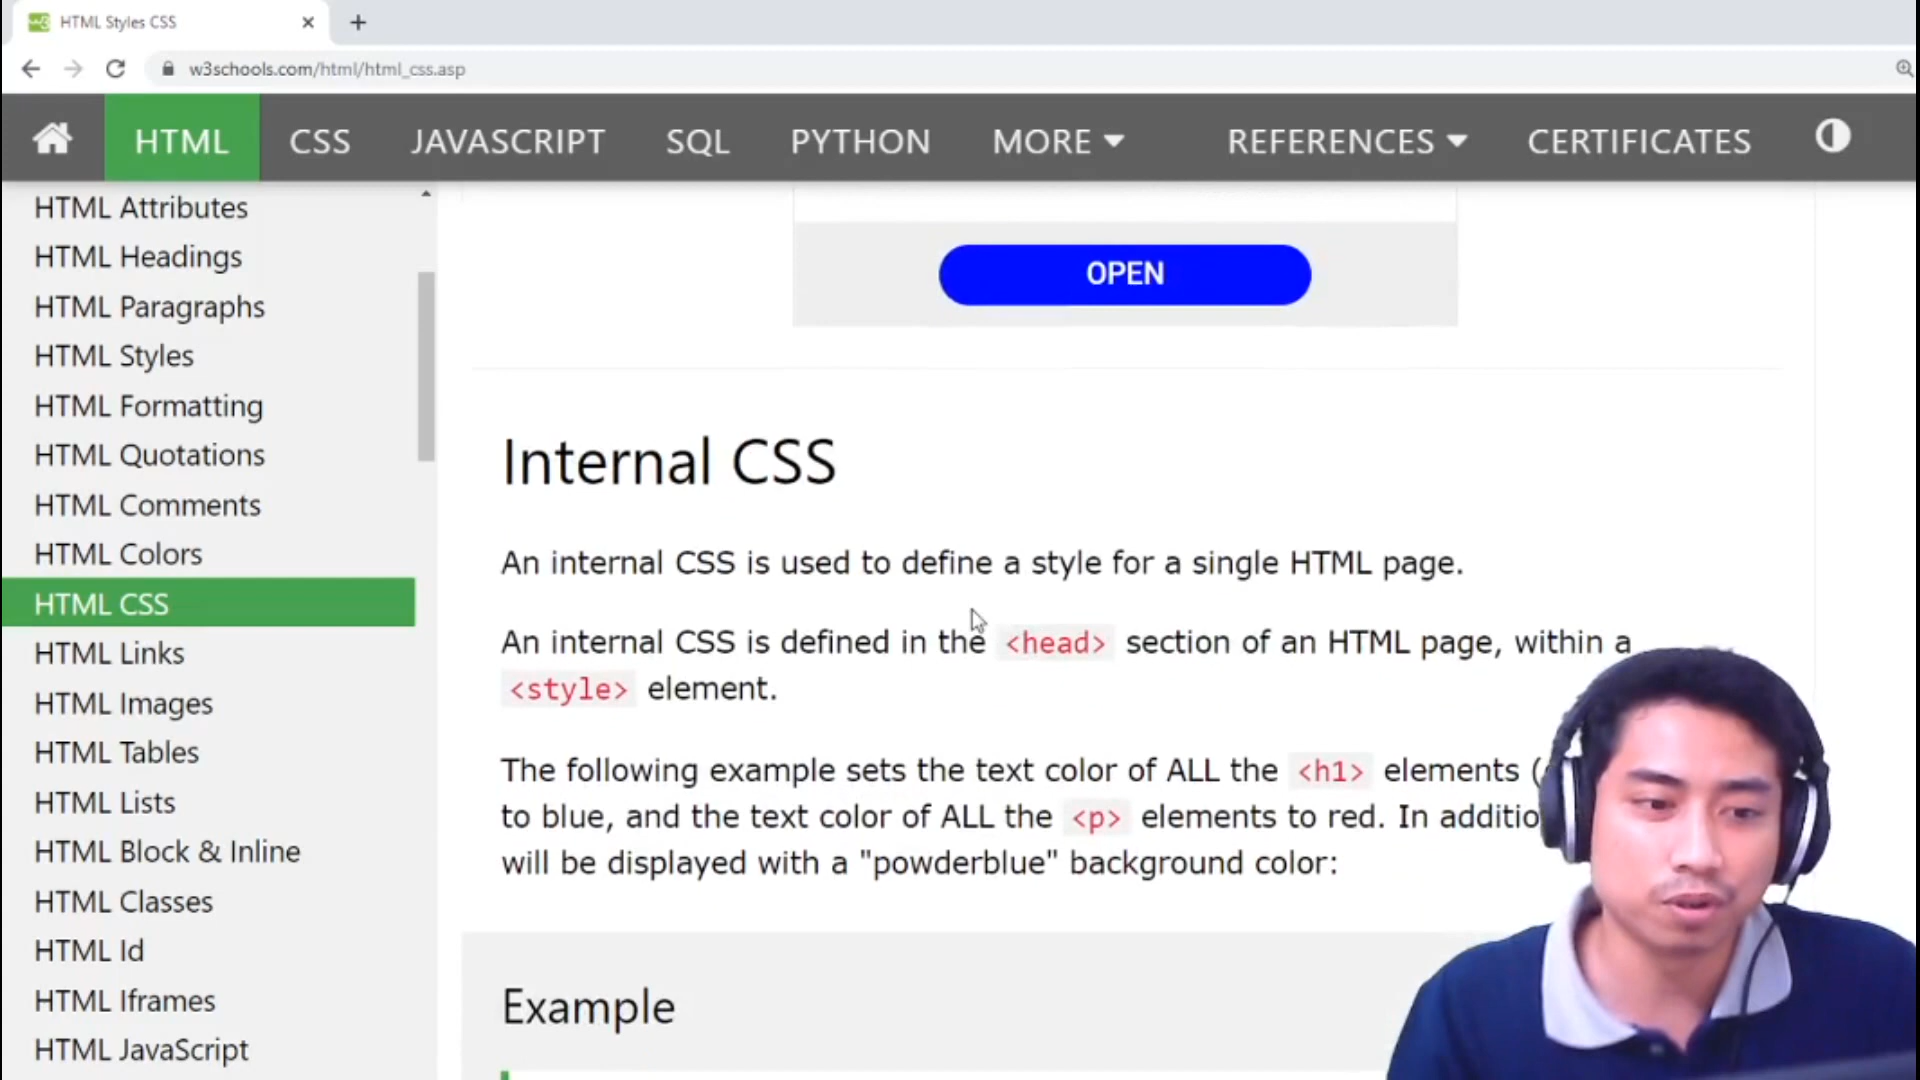 HTML Styles CSS
w3schools.com/html/html_css.asp
HTML CSS JAVASCRIPT SQL PYTHON MORE REFERENCES CERTIFICATES
HTML Attributes
HTML Headings
HTML Paragraphs
HTML Styles
HTML Formatting
HTML Quotations
HTML Comments
HTML Colors
HTML CSS
HTML Links
HTML Images
HTML Tables
HTML Lists
HTML Block & Inline
HTML Classes
HTML Id
HTML Iframes
HTML JavaScript
OPEN
Internal CSS
An internal CSS is used to define a style for a single HTML page.
An internal CSS is defined in the <head> section of an HTML page, within a
<style> element.
The following example sets the text color of ALL the <h1> elements (
to blue, and the text color of ALL the <p> elements to red. In additio
will be displayed with a "powderblue" background color:
Example